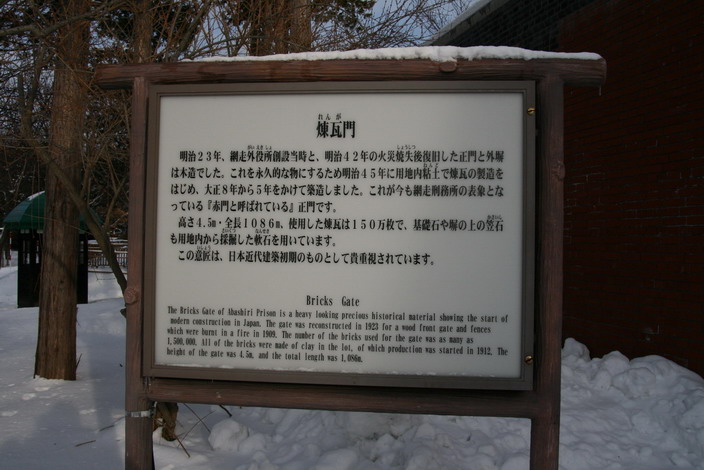 れんが
煉瓦門
明治23年、網走外役所創設当時と、明治42年の火災焼失後復旧した正門と外塀
は木造でした。これを永久的な物にするため明治45年に用地内粘土で煉瓦の製造を
はじめ、大正8年から5年をかけて築造しました。これが今も網走刑務所の表象とな
っている『赤門と呼ばれている』正門です。
高さ4.5m・全長1086m、使用した煉瓦は150万枚で、基礎石や塀の上の笠石
も用地内から採掘した軟石を用いています。
この意匠は、日本近代建築初期のものとして貴重視されています。
Bricks Gate
The Bricks Gate of Abashiri Prison is a heavy looking precious historical material showing the start of
modern construction in Japan. The gate was reconstructed in 1923 for a wood front gate and fences
which were burnt in a fire in 1909. The number of the bricks used for the gate was as many as
1,500,000. All of the bricks were made of clay in the lot, of which production was started in 1912. The
height of the gate was 4.5m, and the total length was 1,086m.